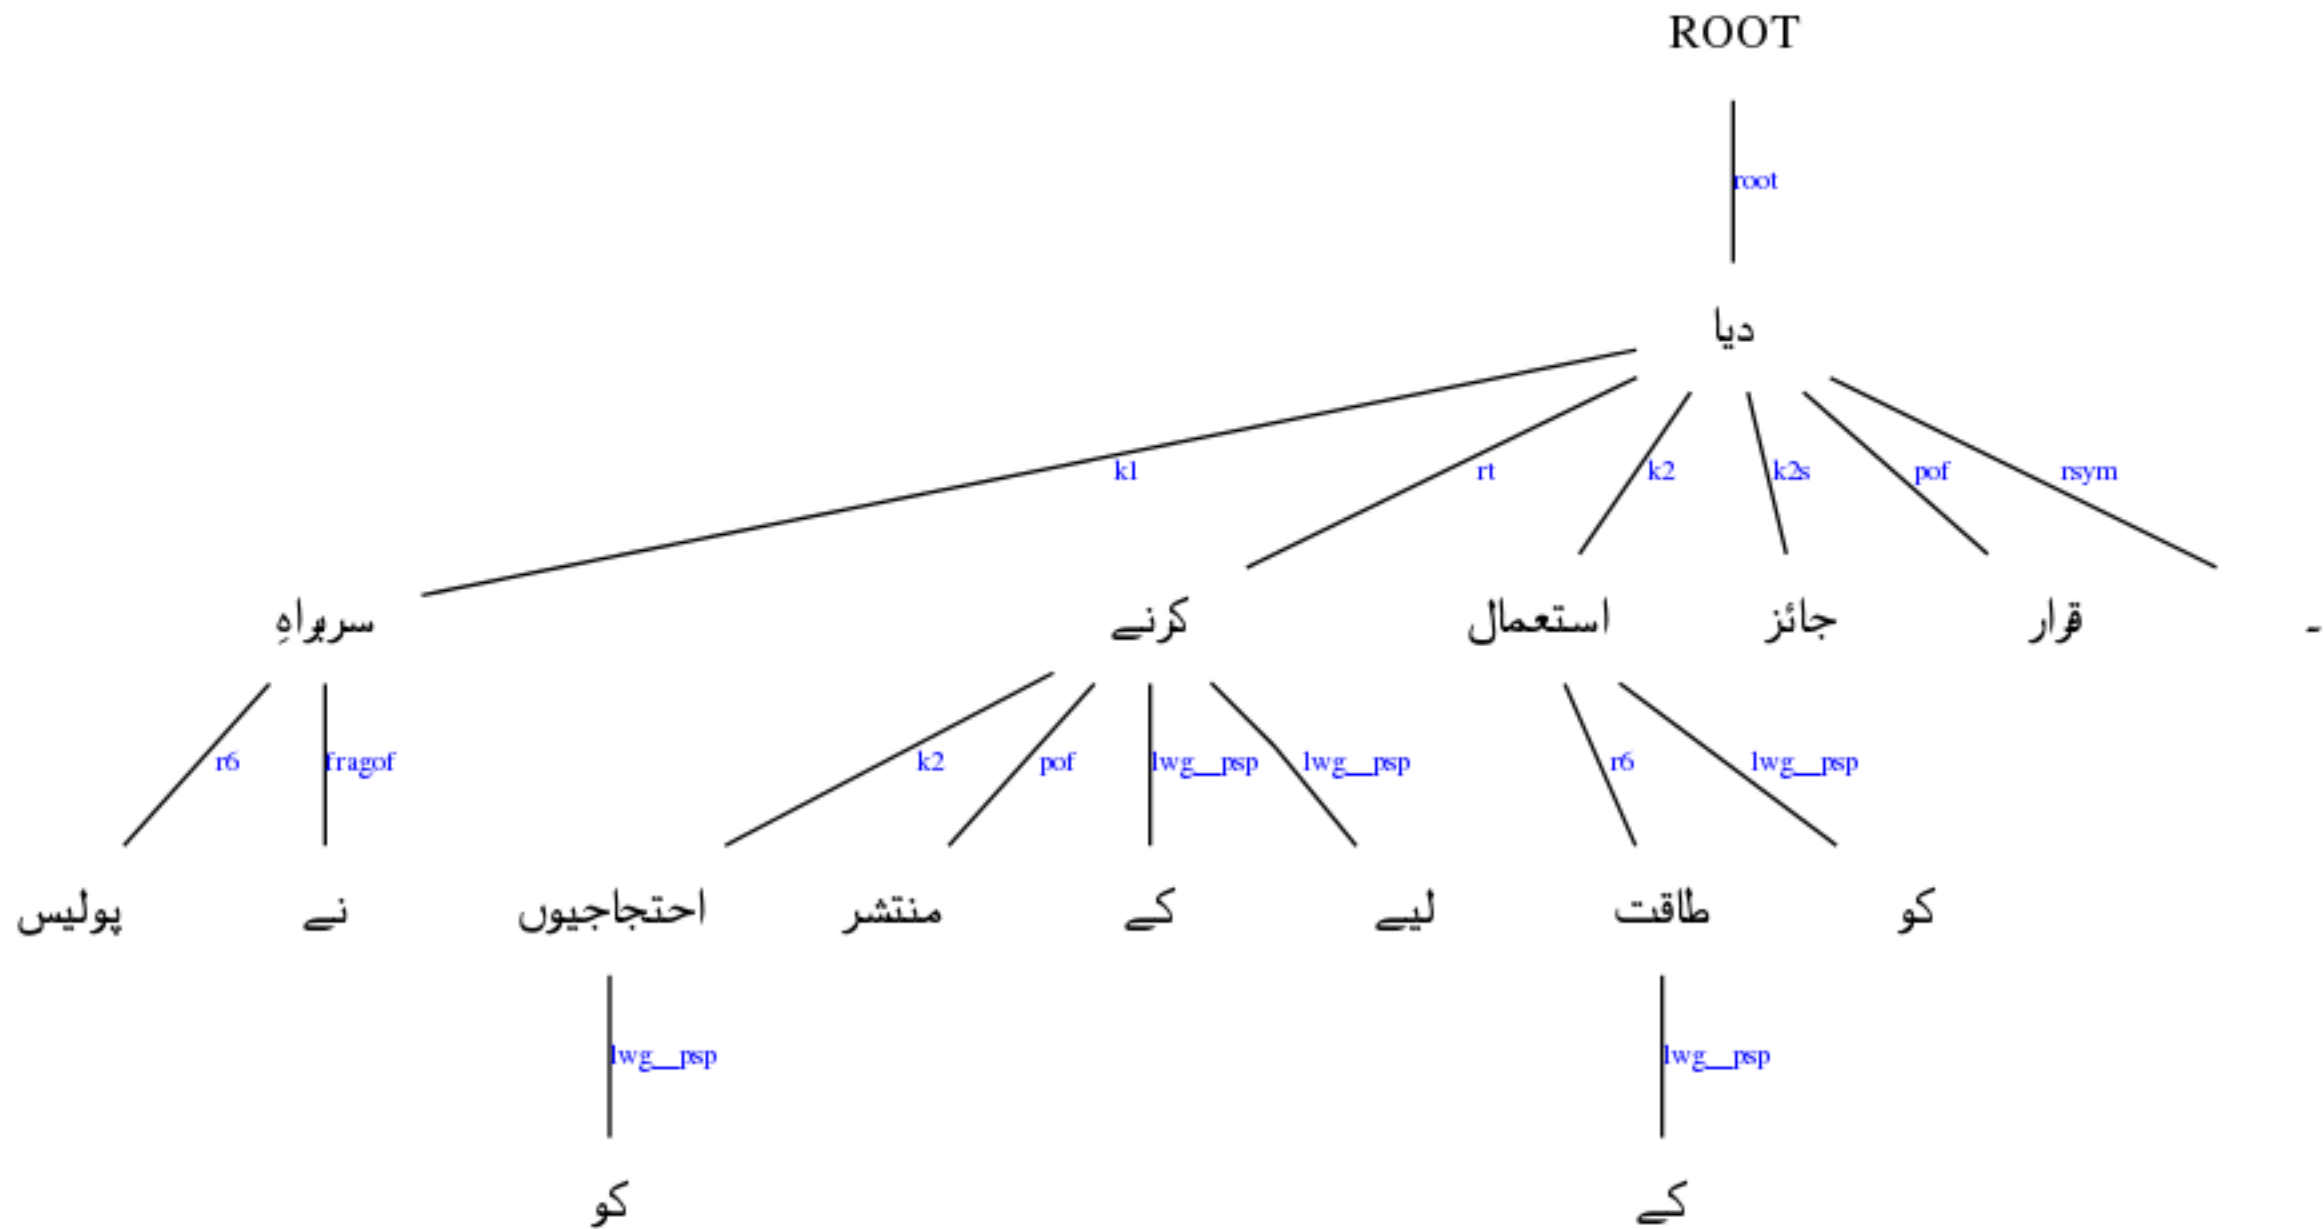 ROOT
root
دیا
k1 rt k2 k2s pof rsym
سربراہِ کرنے استعمال جائز قرار ۔
r6 fragof k2 pof lwg__psp lwg__psp r6 lwg__psp
پولیس نے احتجاجیوں منتشر کے لیے طاقت کو
lwg__psp lwg__psp
کو کے